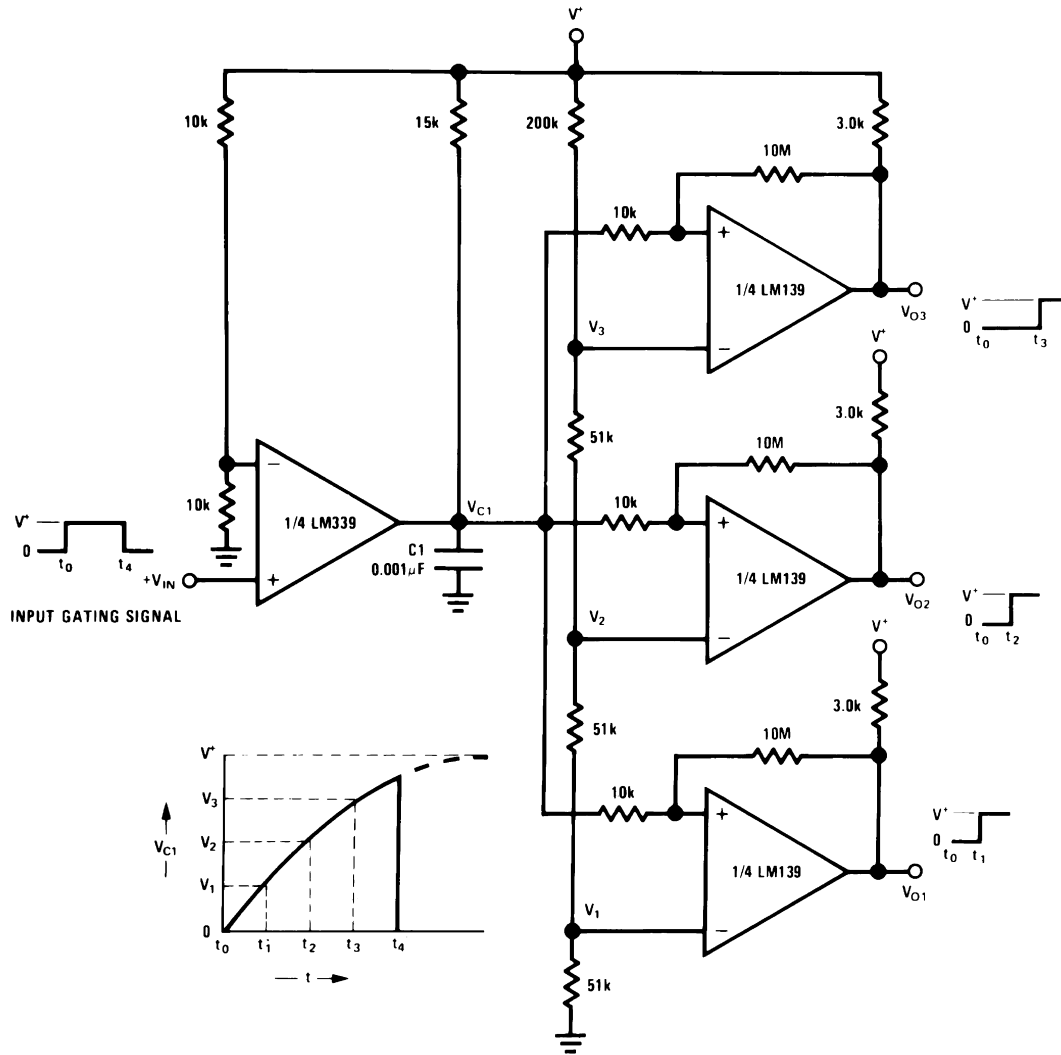 V⁺
10k
15k
200k
3.0k
10M
10k
+
1/4 LM139
−
V₃
V_O3
V⁺
0
t₀ t₃
V⁺
3.0k
51k
10M
10k
−
10k
1/4 LM339
+
V_C1
C1
0.001μF
+
1/4 LM139
−
V₂
V_O2
V⁺
0
t₀ t₂
V⁺
0
t₀ t₄
+V_IN
INPUT GATING SIGNAL
V⁺
3.0k
51k
10M
10k
+
1/4 LM139
−
V₁
V_O1
V⁺
0
t₀ t₁
51k
V⁺
V₃
V₂
V₁
0
V_C1
t₀ t₁ t₂ t₃ t₄
t